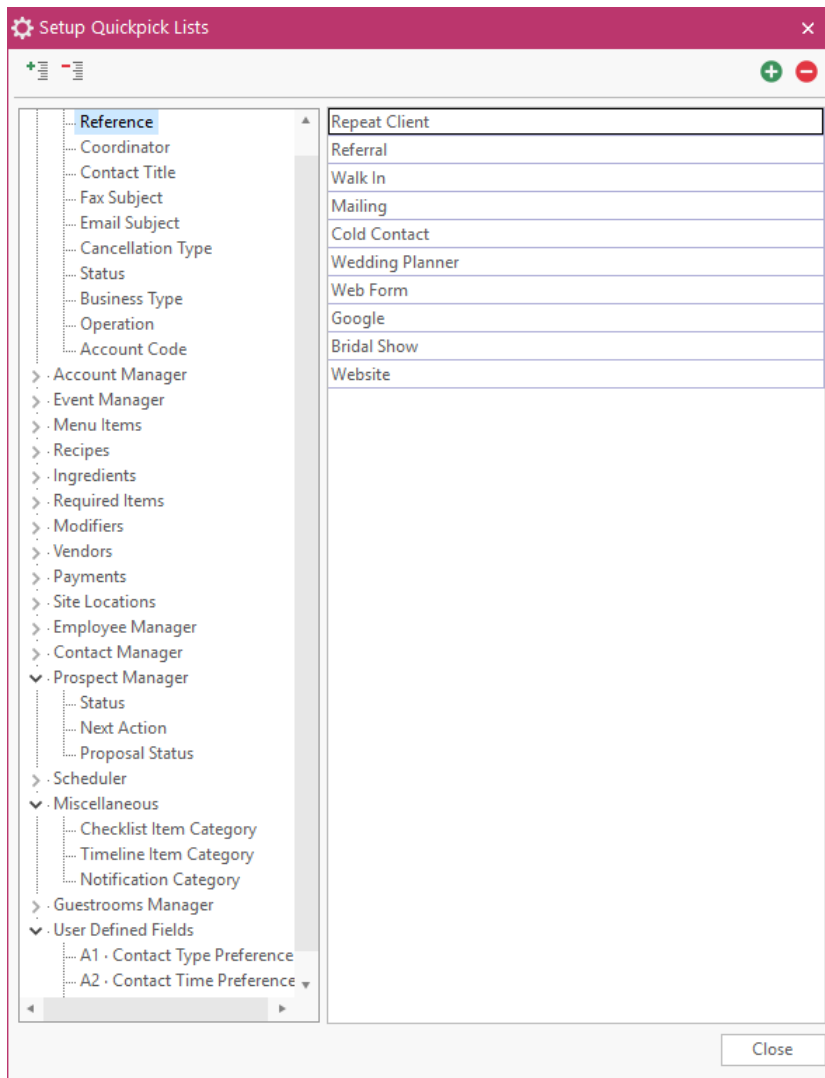 Setup Quickpick Lists
Reference
Coordinator
Contact Title
Fax Subject
Email Subject
Cancellation Type
Status
Business Type
Operation
Account Code
Account Manager
Event Manager
Menu Items
Recipes
Ingredients
Required Items
Modifiers
Vendors
Payments
Site Locations
Employee Manager
Contact Manager
Prospect Manager
Status
Next Action
Proposal Status
Scheduler
Miscellaneous
Checklist Item Category
Timeline Item Category
Notification Category
Guestrooms Manager
User Defined Fields
A1 · Contact Type Preference
A2 · Contact Time Preference
Repeat Client
Referral
Walk In
Mailing
Cold Contact
Wedding Planner
Web Form
Google
Bridal Show
Website
Close